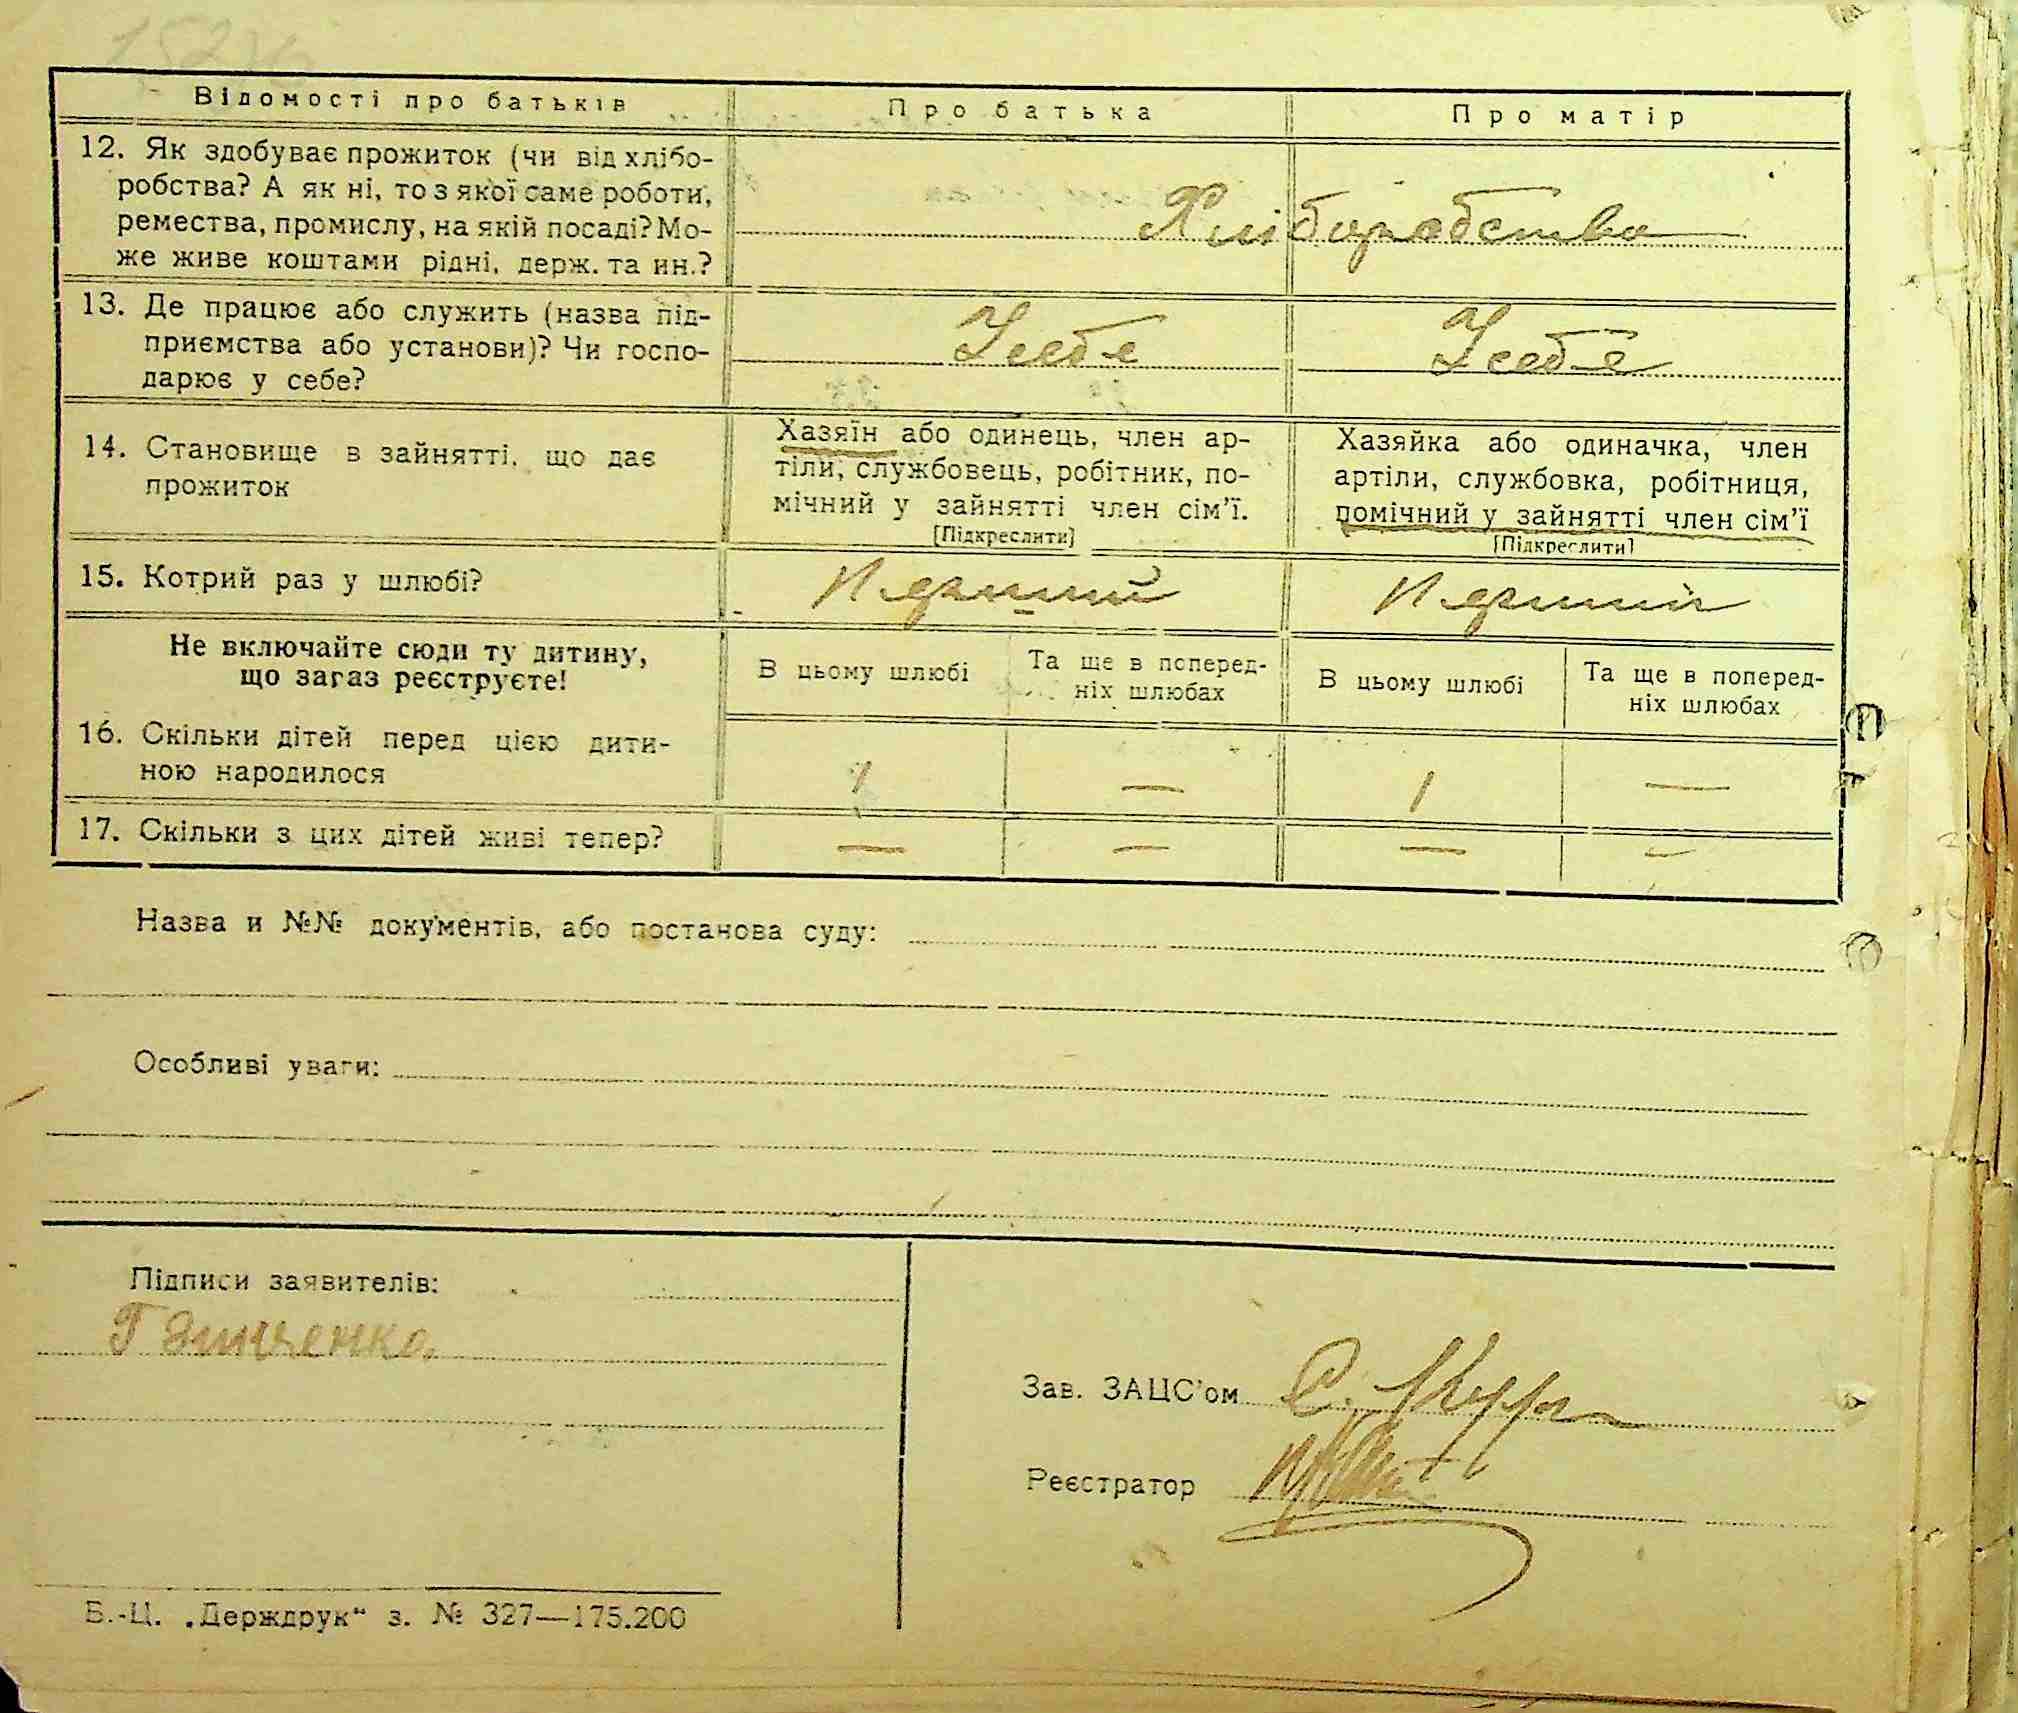 Відомості про батьків
Про батька
Про матір
12. Як здобуває прожиток (чи від хлібо-
робства? А як ні, то з якої саме роботи,
ремества, промислу, на якій посаді? Мо-
же живе коштами рідні, держ. та ин.?
Хліборобство
13. Де працює або служить (назва під-
приємства або установи)? Чи госпо-
дарює у себе?
У себе
У себе
14. Становище в зайнятті, що дає
прожиток
Хазяїн або одинець, член ар-
тіли, службовець, робітник, по-
мічний у зайнятті член сім'ї.
[Підкреслити]
Хазяйка або одиначка, член
артіли, службовка, робітниця,
помічний у зайнятті член сім'ї
[Підкреслити]
15. Котрий раз у шлюбі?
Перший
Перший
Не включайте сюди ту дитину,
що загаз реєструєте!
В цьому шлюбі
Та ще в поперед-
ніх шлюбах
В цьому шлюбі
Та ще в поперед-
ніх шлюбах
16. Скільки дітей перед цією дити-
ною народилося
1
—
1
—
17. Скільки з цих дітей живі тепер?
—
—
—
—
Назва и №№ документів, або постанова суду:
Особливі уваги:
Підписи заявителів:
Зав. ЗАЦС'ом
Реєстратор
Б.-Ц. „Держдрук“ з. № 327—175.200